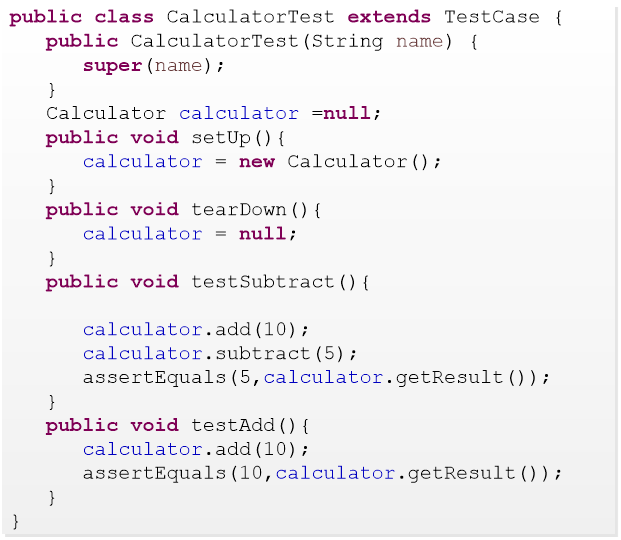 public class CalculatorTest extends TestCase {
public CalculatorTest(String name) {
super(name);
}
Calculator calculator =null;
public void setUp(){
calculator = new Calculator();
}
public void tearDown(){
calculator = null;
}
public void testSubtract(){
calculator.add(10);
calculator.subtract(5);
assertEquals(5,calculator.getResult());
}
public void testAdd(){
calculator.add(10);
assertEquals(10,calculator.getResult());
}
}